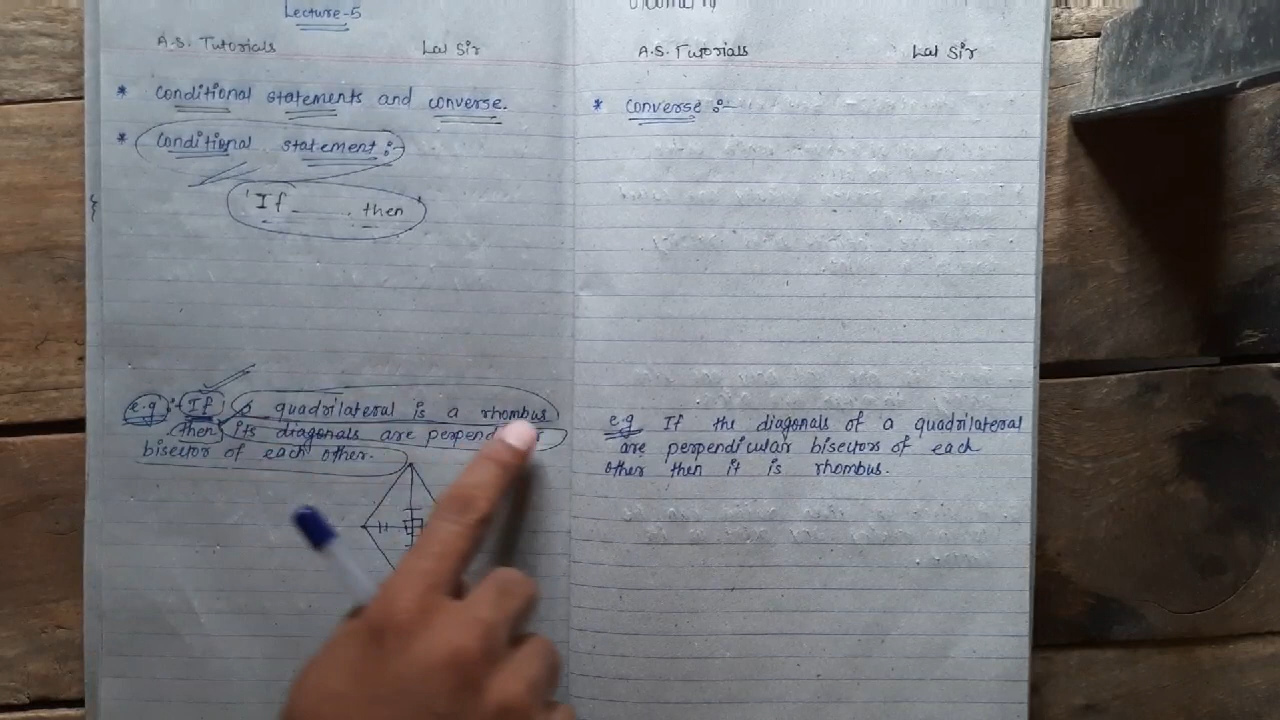 Lecture-5
A.S. Tutorials Lal Sir
* Conditional statements and converse.
* Conditional statement :-
'If ....... then'
e.g :- If a quadrilateral is a rhombus
then its diagonals are
bisector of each other.
A.S. Tutorials Lal Sir
* Converse :-
e.g If the diagonals of a quadrilateral
are perpendicular bisectors of each
other then it is rhombus.